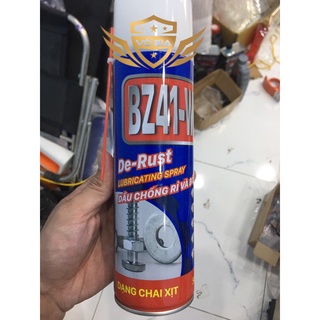 BZ41-
De-Rust
LUBRICATING SPRAY
DẦU CHỐNG RỈ VÀ
DẠNG CHAI XỊT